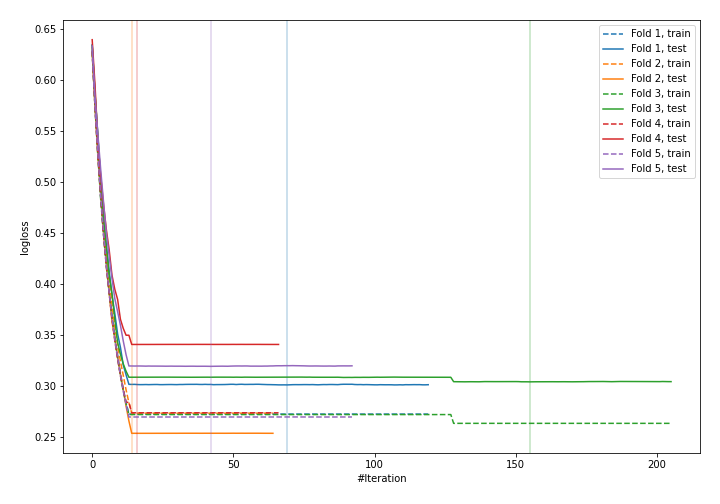 0.65
0.60
0.55
0.50
0.45
0.40
0.35
0.30
0.25
logloss
0
50
100
150
200
#Iteration
Fold 1, train
Fold 1, test
Fold 2, train
Fold 2, test
Fold 3, train
Fold 3, test
Fold 4, train
Fold 4, test
Fold 5, train
Fold 5, test